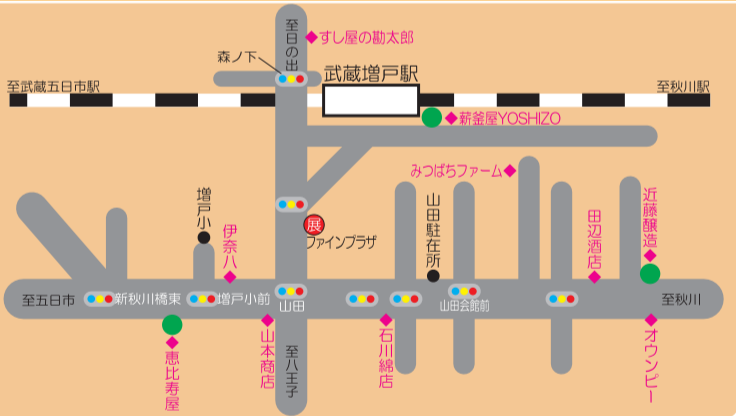 至日の出
◆すし屋の勘太郎
森ノ下
武蔵増戸駅
至武蔵五日市駅
至秋川駅
◆薪釜屋YOSHIZO
みつばちファーム◆
増戸小
伊奈八◆
展
ファインプラザ
山田駐在所
田辺酒店◆
近藤醸造◆
至五日市
新秋川橋東
増戸小前
山田
山田会館前
至秋川
◆恵比寿屋
◆山本商店
至八王子
◆石川綿店
◆オウンピー